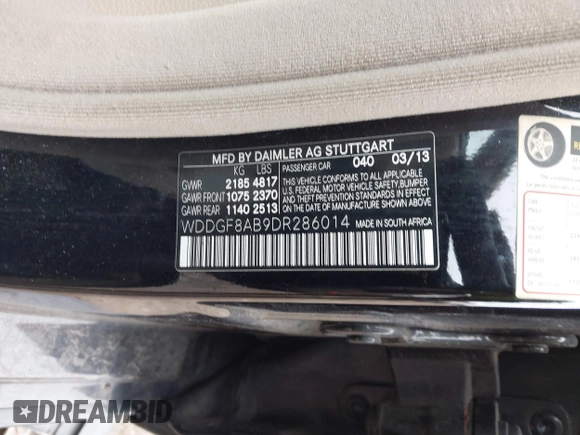 MFD BY DAIMLER AG STUTTGART
KG LBS PASSENGER CAR 040 03/13
GVWR 2185 4817 THIS VEHICLE CONFORMS TO ALL APPLICABLE
GAWR FRONT 1075 2370 U.S. FEDERAL MOTOR VEHICLE SAFETY, BUMPER
GAWR REAR 1140 2513 AND THEFT PREVENTION STANDARDS IN EFFECT
ON THE DATE OF MANUFACTURE SHOWN ABOVE.
WDDGF8AB9DR286014 MADE IN SOUTH AFRICA
DREAMBID